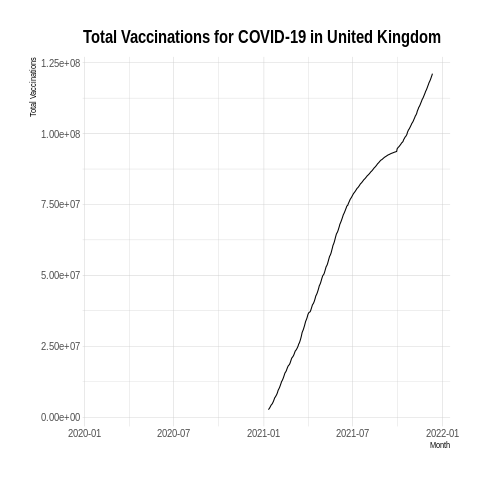 Total Vaccinations for COVID-19 in United Kingdom
Total Vaccinations
1.25e+08
1.00e+08
7.50e+07
5.00e+07
2.50e+07
0.00e+00
2020-01 2020-07 2021-01 2021-07 2022-01
Month